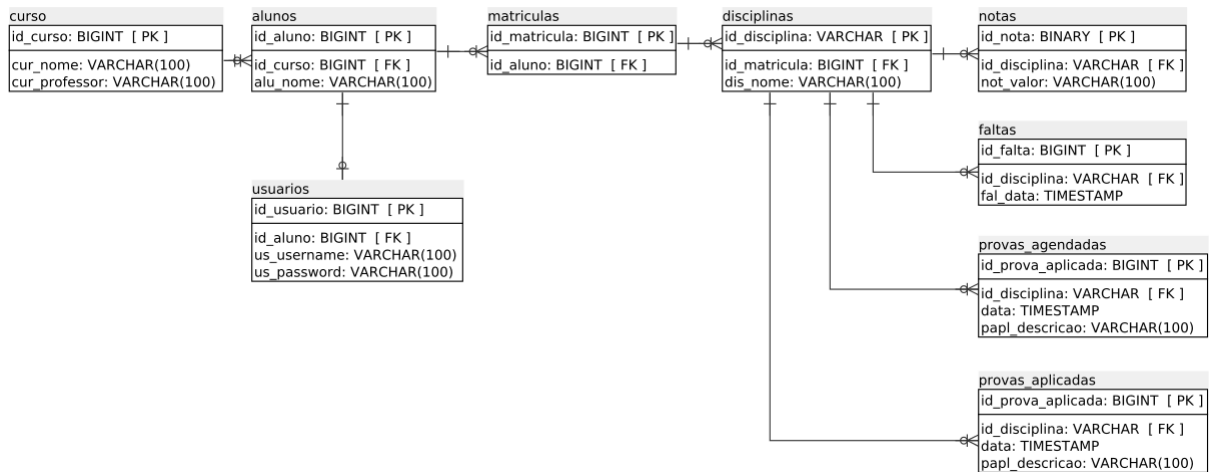 curso
id_curso: BIGINT [ PK ]
cur_nome: VARCHAR(100)
cur_professor: VARCHAR(100)
alunos
id_aluno: BIGINT [ PK ]
id_curso: BIGINT [ FK ]
alu_nome: VARCHAR(100)
matriculas
id_matricula: BIGINT [ PK ]
id_aluno: BIGINT [ FK ]
disciplinas
id_disciplina: VARCHAR [ PK ]
id_matricula: BIGINT [ FK ]
dis_nome: VARCHAR(100)
notas
id_nota: BINARY [ PK ]
id_disciplina: VARCHAR [ FK ]
not_valor: VARCHAR(100)
faltas
id_falta: BIGINT [ PK ]
id_disciplina: VARCHAR [ FK ]
fal_data: TIMESTAMP
usuarios
id_usuario: BIGINT [ PK ]
id_aluno: BIGINT [ FK ]
us_username: VARCHAR(100)
us_password: VARCHAR(100)
provas_agendadas
id_prova_aplicada: BIGINT [ PK ]
id_disciplina: VARCHAR [ FK ]
data: TIMESTAMP
papl_descricao: VARCHAR(100)
provas_aplicadas
id_prova_aplicada: BIGINT [ PK ]
id_disciplina: VARCHAR [ FK ]
data: TIMESTAMP
papl_descricao: VARCHAR(100)